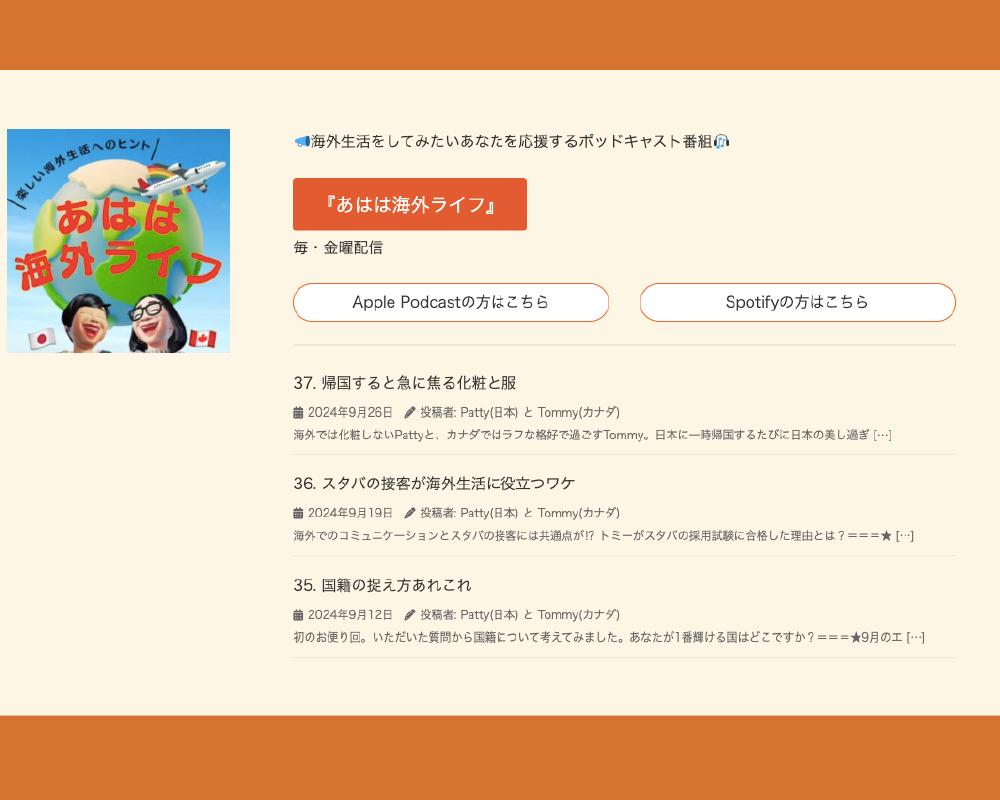 \楽しい海外生活へのヒント/
あはは
海外ライフ
📣海外生活をしてみたいあなたを応援するポッドキャスト番組🎧
『あはは海外ライフ』
毎・金曜配信
Apple Podcastの方はこちら
Spotifyの方はこちら
37. 帰国すると急に焦る化粧と服
2024年9月26日 投稿者: Patty(日本) と Tommy(カナダ)
海外では化粧しないPattyと、カナダではラフな格好で過ごすTommy。日本に一時帰国するたびに日本の美し過ぎ […]
36. スタバの接客が海外生活に役立つワケ
2024年9月19日 投稿者: Patty(日本) と Tommy(カナダ)
海外でのコミュニケーションとスタバの接客には共通点が!? トミーがスタバの採用試験に合格した理由とは？＝＝＝★ […]
35. 国籍の捉え方あれこれ
2024年9月12日 投稿者: Patty(日本) と Tommy(カナダ)
初のお便り回。いただいた質問から国籍について考えてみました。あなたが1番輝ける国はどこですか？＝＝＝★9月のエ […]